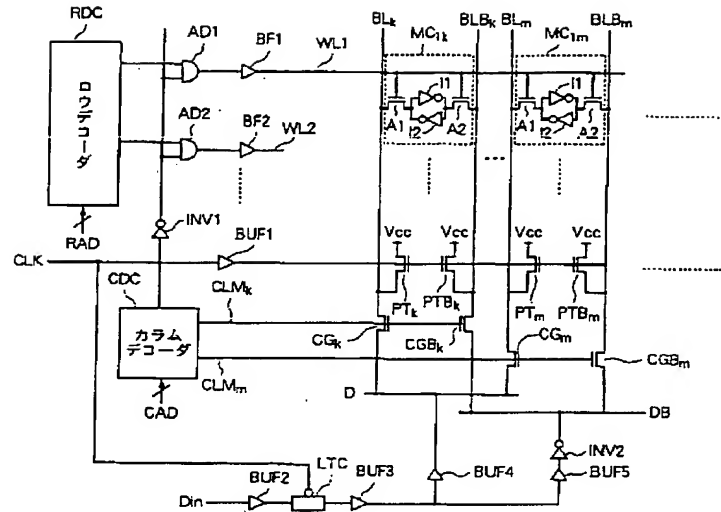 RDC
AD1
BF1
WL1
BLk
MC1k
BLBk
BLm
MC1m
BLBm
ロウデコーダ
I1
I1
A1
I2
A2
A1
I2
A2
AD2
BF2
WL2
INV1
Vcc
Vcc
Vcc
Vcc
RAD
BUF1
CLK
CDC
CLMk
PTk
PTBk
PTm
PTBm
カラム
デコーダ
CGk
CGBk
CGm
CGBm
CLMm
CAD
D
DB
INV2
LTC
BUF2
BUF3
BUF4
BUF5
Din